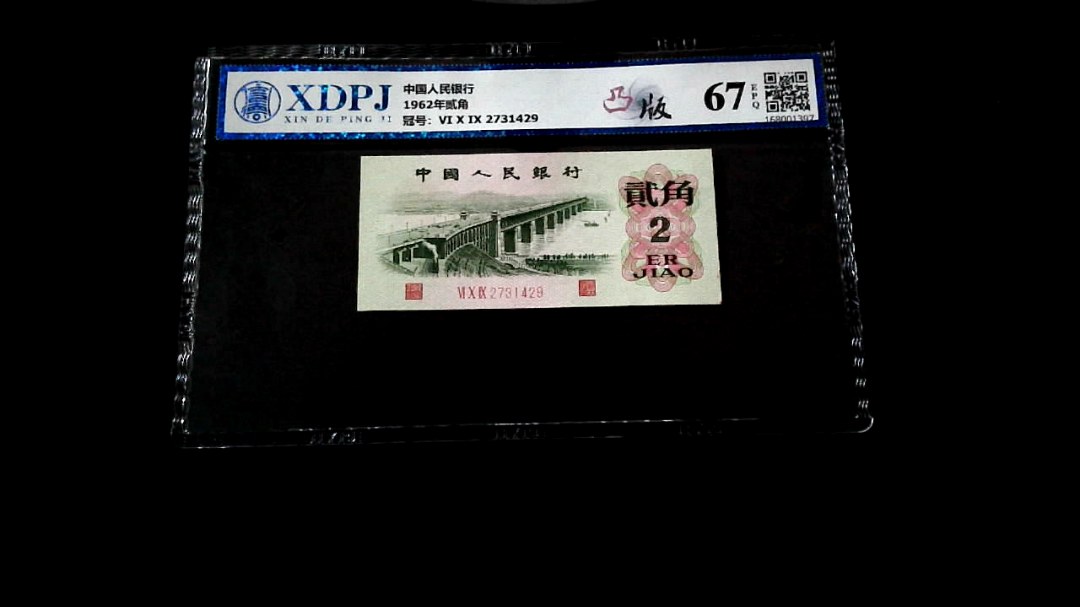 XDPJ
XIN DE PING JI
中国人民银行
1962年贰角
冠号: VI X IX 2731429
凸版
67
EPQ
168001397
中國人民銀行
貳角
2
ER
JIAO
VI X IX 2731429